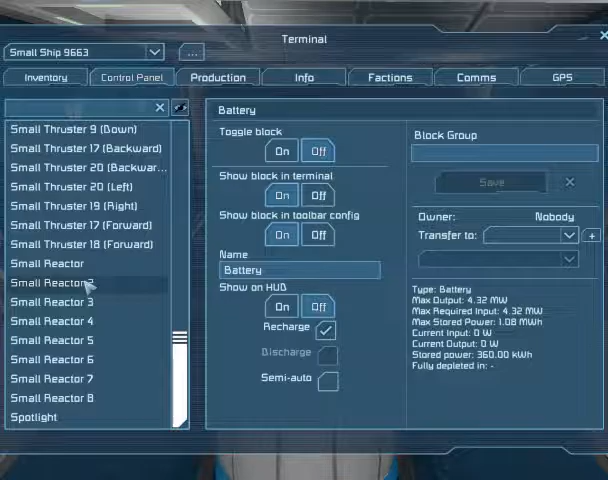 Terminal
Small Ship 9663
...
Inventory
Control Panel
Production
Info
Factions
Comms
GPS
Small Thruster 9 (Down)
Small Thruster 17 (Backward)
Small Thruster 20 (Backwar...
Small Thruster 20 (Left)
Small Thruster 19 (Right)
Small Thruster 17 (Forward)
Small Thruster 18 (Forward)
Small Reactor
Small Reactor 2
Small Reactor 3
Small Reactor 4
Small Reactor 5
Small Reactor 6
Small Reactor 7
Small Reactor 8
Spotlight
Battery
Toggle block
On Off
Show block in terminal
On Off
Show block in toolbar config
On Off
Name
Battery
Show on HUD
On Off
Recharge
Discharge
Semi-auto
Block Group
Save
Owner: Nobody
Transfer to:
Type: Battery
Max Output: 4.32 MW
Max Required Input: 4.32 MW
Max Stored Power: 1.08 MWh
Current Input: 0 W
Current Output: 0 W
Stored power: 360.00 kWh
Fully depleted in: -